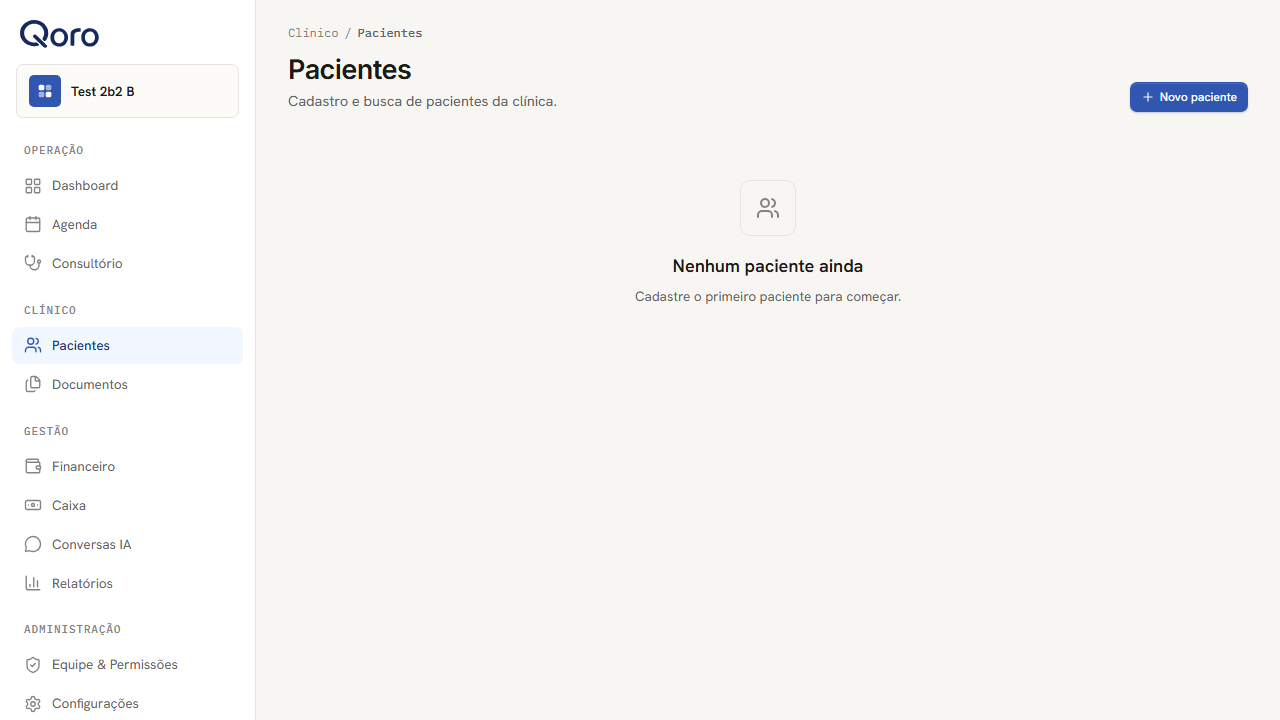 Qoro
Test 2b2 B
OPERAÇÃO
Dashboard
Agenda
Consultório
CLÍNICO
Pacientes
Documentos
GESTÃO
Financeiro
Caixa
Conversas IA
Relatórios
ADMINISTRAÇÃO
Equipe & Permissões
Configurações
Clínico / Pacientes
Pacientes
Cadastro e busca de pacientes da clínica.
+ Novo paciente
Nenhum paciente ainda
Cadastre o primeiro paciente para começar.